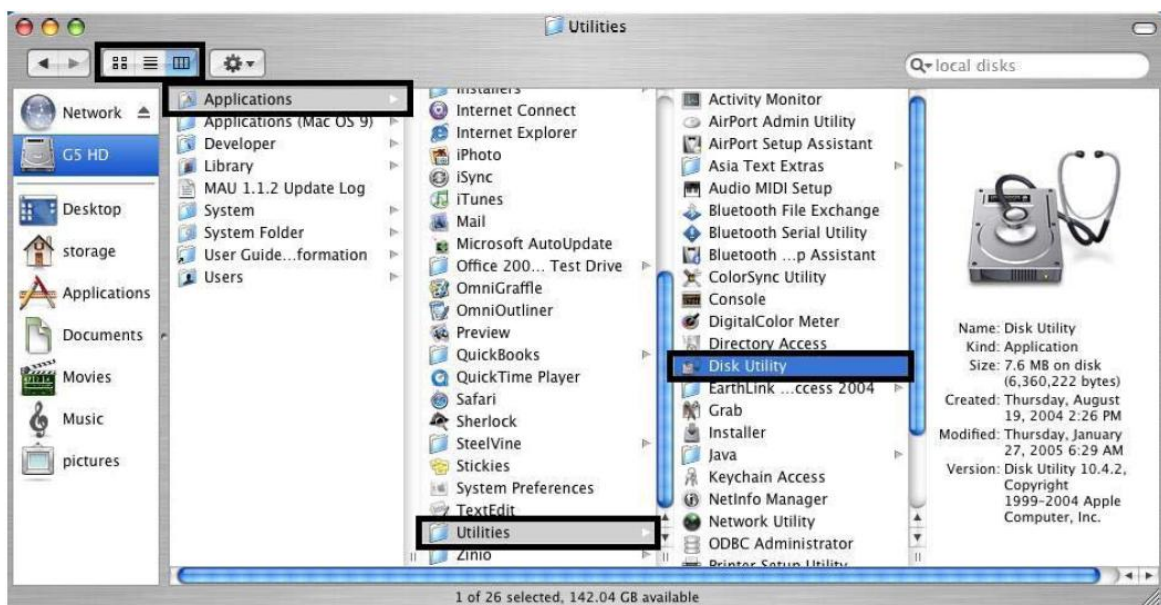 Utilities
local disks
Network
G5 HD
Desktop
storage
Applications
Documents
Movies
Music
pictures
Applications
Applications (Mac OS 9)
Developer
Library
MAU 1.1.2 Update Log
System
System Folder
User Guide...formation
Users
Installers
Internet Connect
Internet Explorer
iPhoto
iSync
iTunes
Mail
Microsoft AutoUpdate
Office 200... Test Drive
OmniGraffle
OmniOutliner
Preview
QuickBooks
QuickTime Player
Safari
Sherlock
SteelVine
Stickies
System Preferences
TextEdit
Utilities
Zinio
Activity Monitor
AirPort Admin Utility
AirPort Setup Assistant
Asia Text Extras
Audio MIDI Setup
Bluetooth File Exchange
Bluetooth Serial Utility
Bluetooth ...p Assistant
ColorSync Utility
Console
DigitalColor Meter
Directory Access
Disk Utility
EarthLink ...ccess 2004
Grab
Installer
Java
Keychain Access
NetInfo Manager
Network Utility
ODBC Administrator
Printer Setup Utility
Name: Disk Utility
Kind: Application
Size: 7.6 MB on disk
(6,360,222 bytes)
Created: Thursday, August
19, 2004 2:26 PM
Modified: Thursday, January
27, 2005 6:29 AM
Version: Disk Utility 10.4.2,
Copyright
1999-2004 Apple
Computer, Inc.
1 of 26 selected, 142.04 GB available